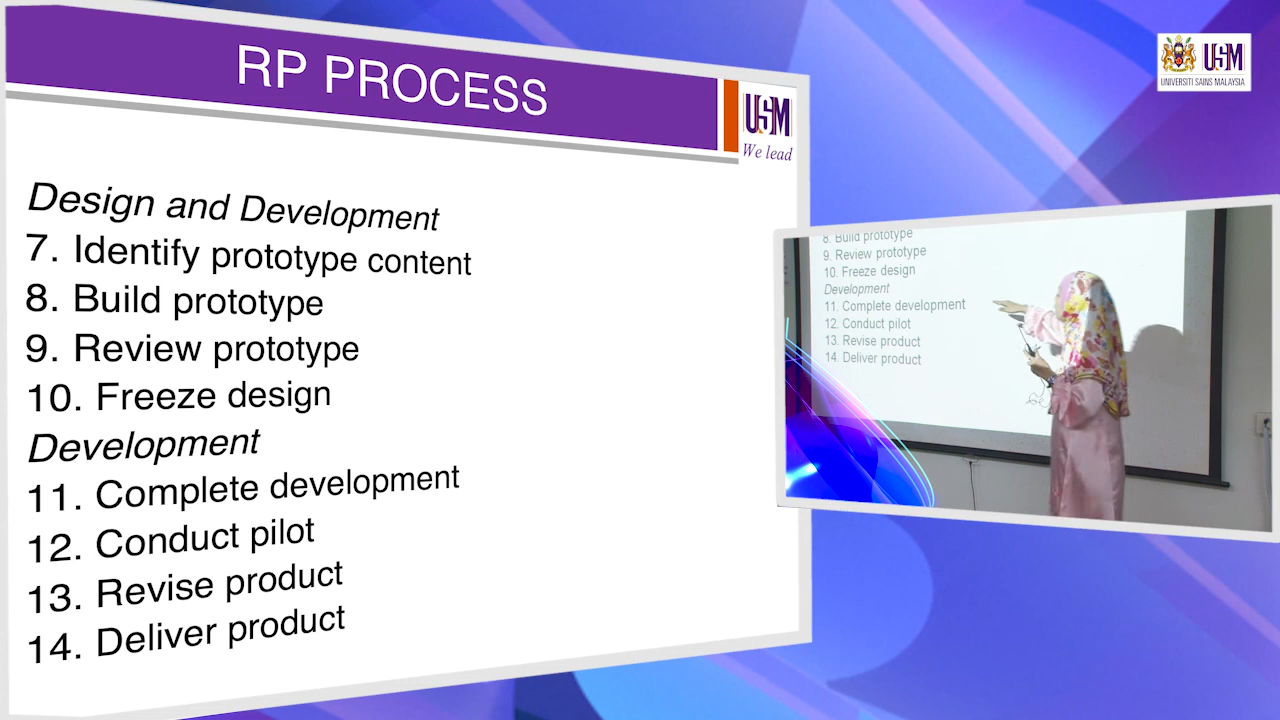 RP PROCESS
USM
We lead
Design and Development
7. Identify prototype content
8. Build prototype
9. Review prototype
10. Freeze design
Development
11. Complete development
12. Conduct pilot
13. Revise product
14. Deliver product
USM
UNIVERSITI SAINS MALAYSIA
8. Build prototype
9. Review prototype
10. Freeze design
Development
11. Complete development
12. Conduct pilot
13. Revise product
14. Deliver product